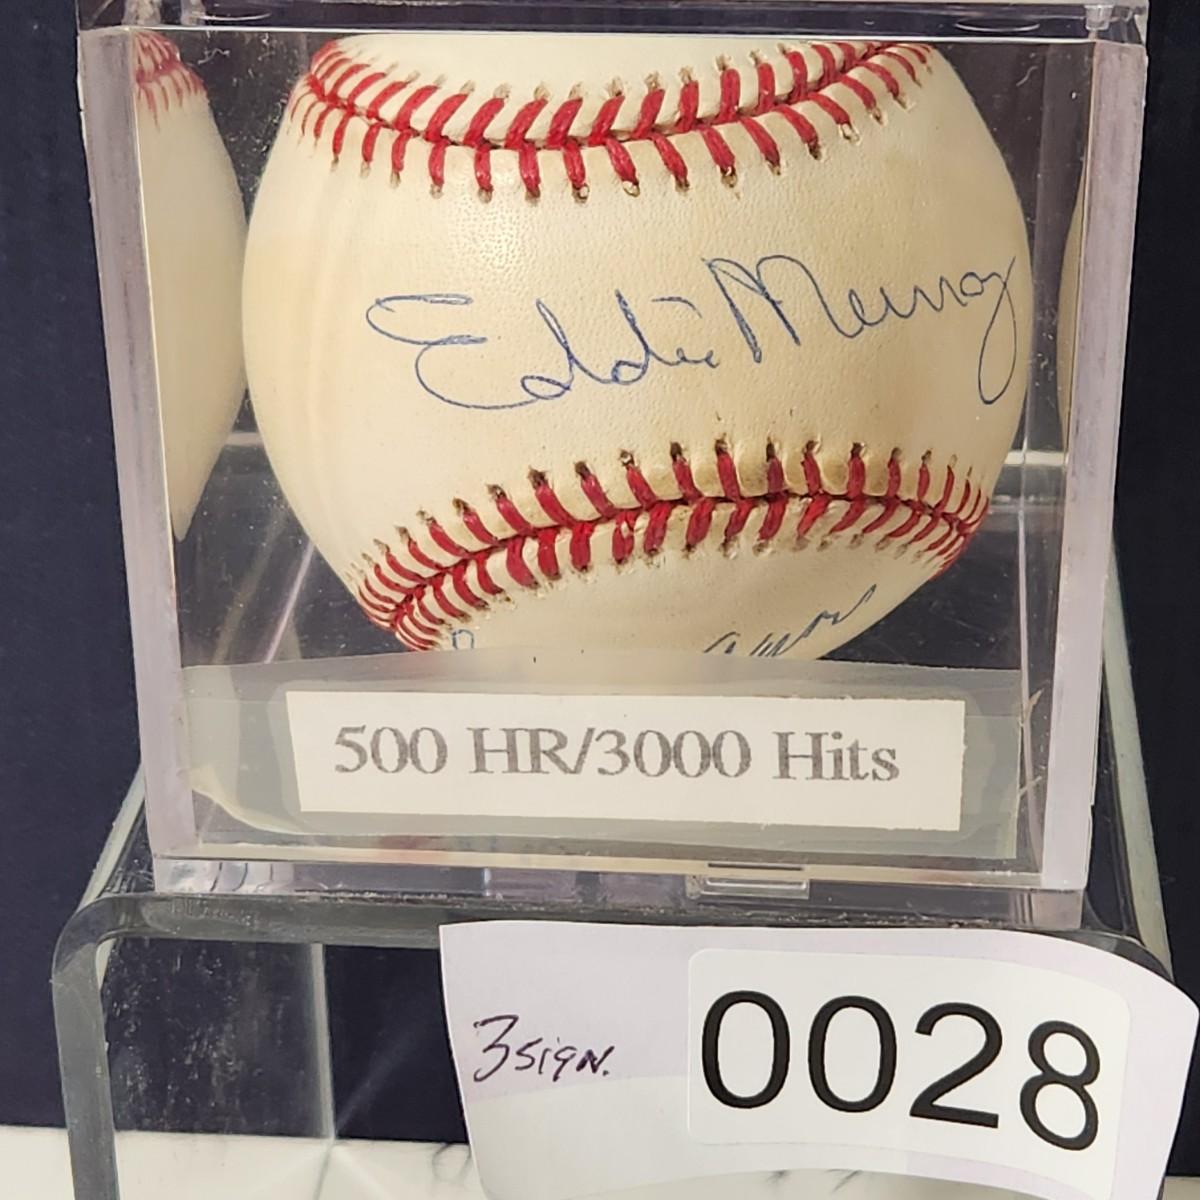 Eddie Murray
500 HR/3000 Hits
3 sign.
0028